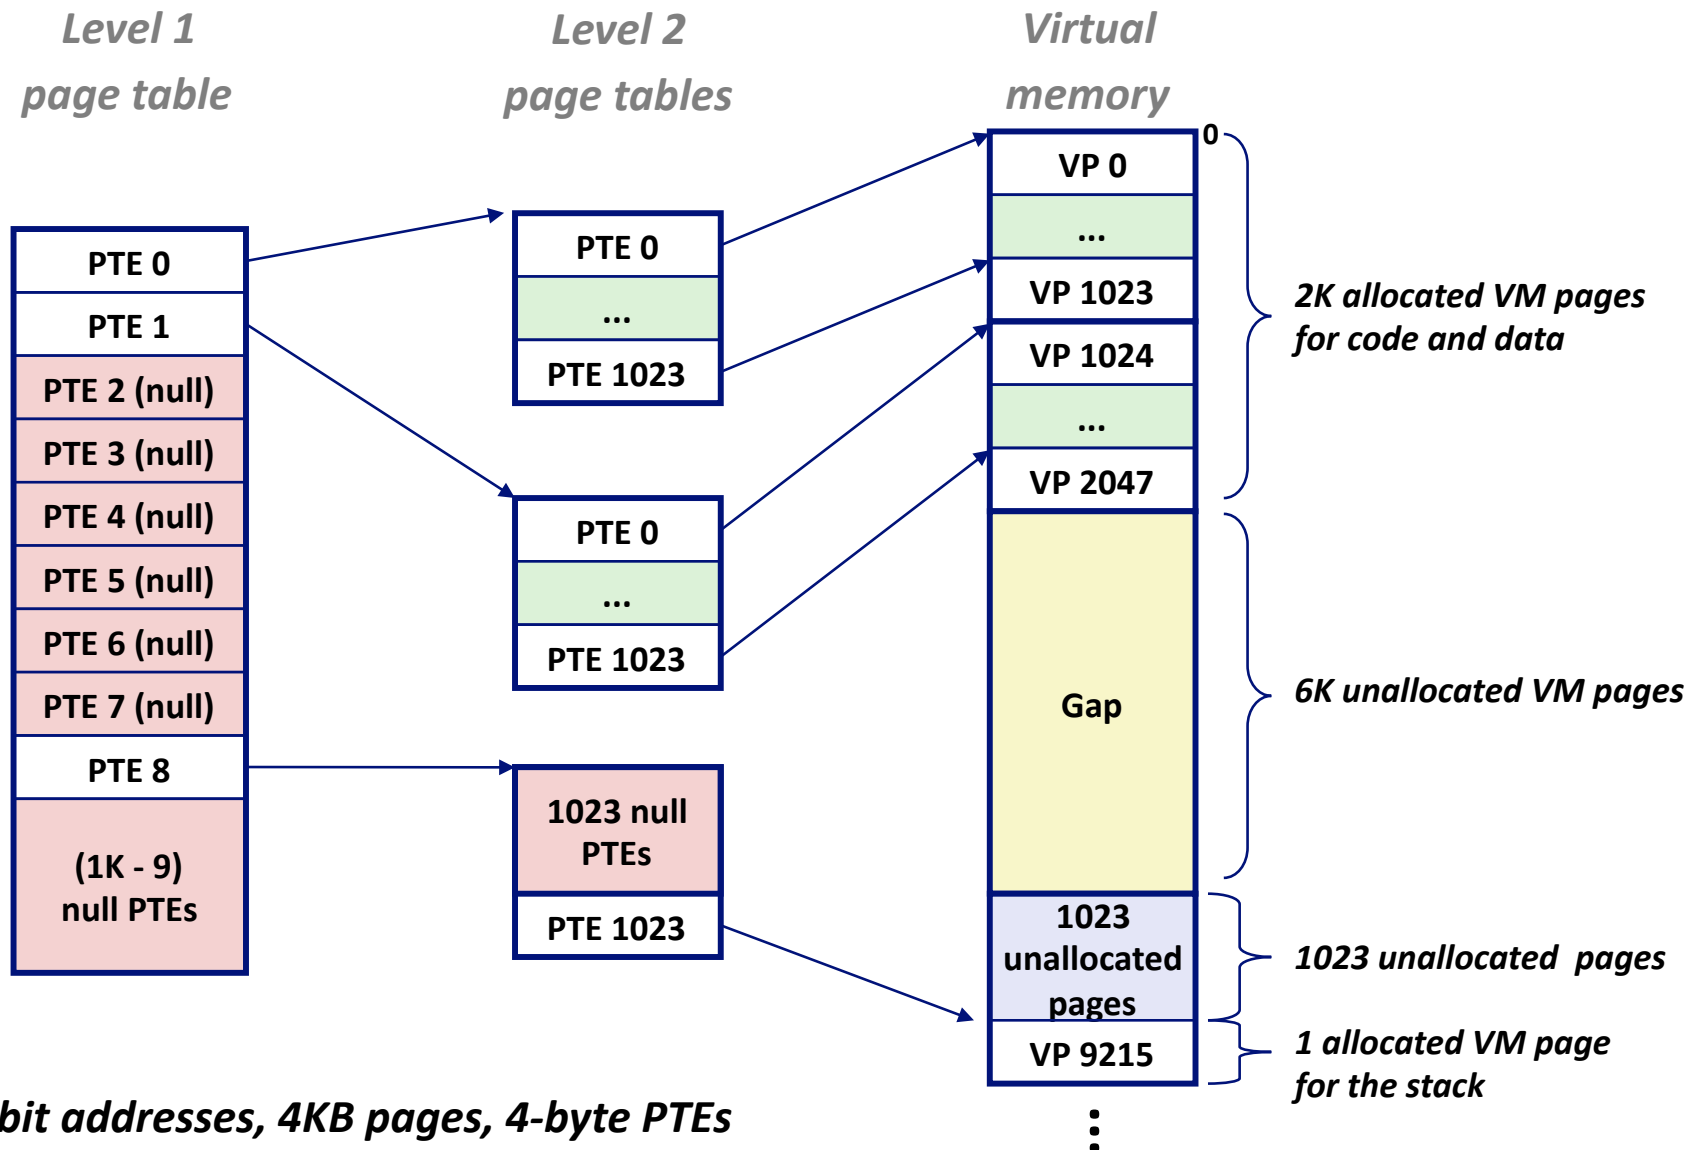 Level 1
page table
Level 2
page tables
Virtual
memory
PTE 0
PTE 1
PTE 2 (null)
PTE 3 (null)
PTE 4 (null)
PTE 5 (null)
PTE 6 (null)
PTE 7 (null)
PTE 8
(1K - 9)
null PTEs
PTE 0
...
PTE 1023
PTE 0
...
PTE 1023
1023 null
PTEs
PTE 1023
0
VP 0
...
VP 1023
VP 1024
...
VP 2047
Gap
1023
unallocated
pages
VP 9215
2K allocated VM pages
for code and data
6K unallocated VM pages
1023 unallocated pages
1 allocated VM page
for the stack
bit addresses, 4KB pages, 4-byte PTEs